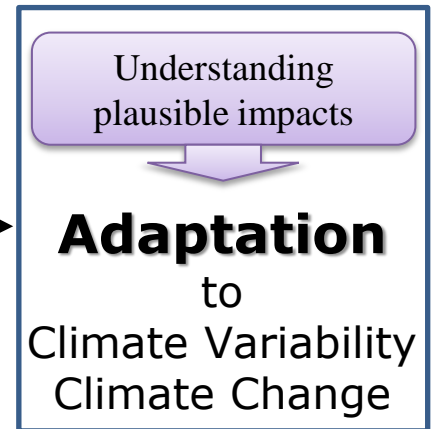 Understanding
plausible impacts
Adaptation
to
Climate Variability
Climate Change